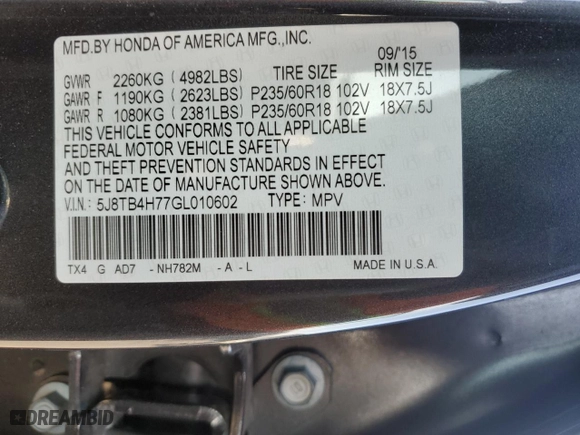 MFD.BY HONDA OF AMERICA MFG.,INC.
09/'15
GVWR 2260KG (4982LBS) TIRE SIZE RIM SIZE
GAWR F 1190KG (2623LBS) P235/60R18 102V 18X7.5J
GAWR R 1080KG (2381LBS) P235/60R18 102V 18X7.5J
THIS VEHICLE CONFORMS TO ALL APPLICABLE
FEDERAL MOTOR VEHICLE SAFETY
AND THEFT PREVENTION STANDARDS IN EFFECT
ON THE DATE OF MANUFACTURE SHOWN ABOVE.
V.I.N.: 5J8TB4H77GL010602 TYPE: MPV
TX4 G AD7 -NH782M -A -L MADE IN U.S.A.
DREAMBID